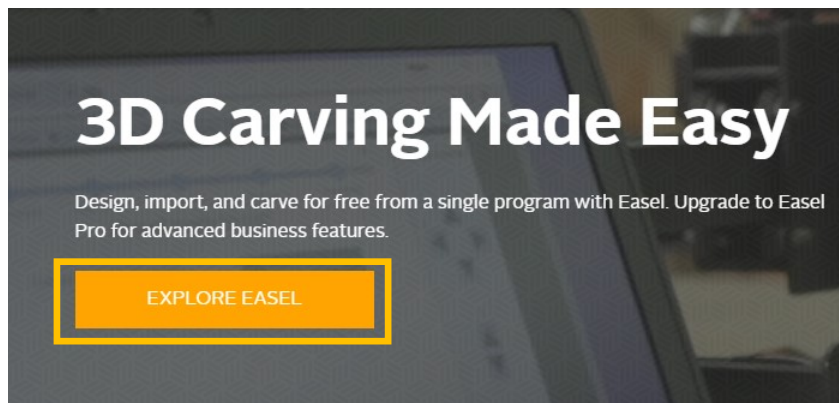 3D Carving Made Easy
Design, import, and carve for free from a single program with Easel. Upgrade to Easel
Pro for advanced business features.
EXPLORE EASEL